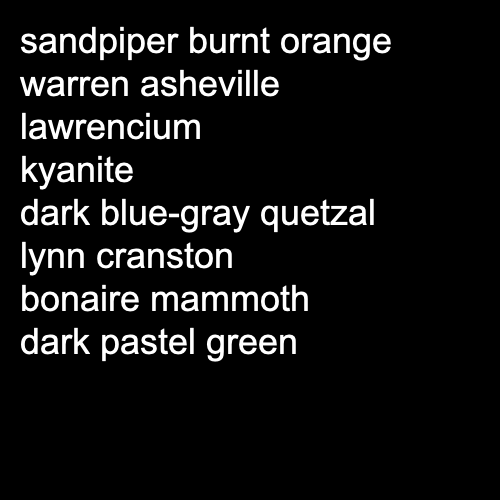 sandpiper burnt orange
warren asheville
lawrencium
kyanite
dark blue-gray quetzal
lynn cranston
bonaire mammoth
dark pastel green